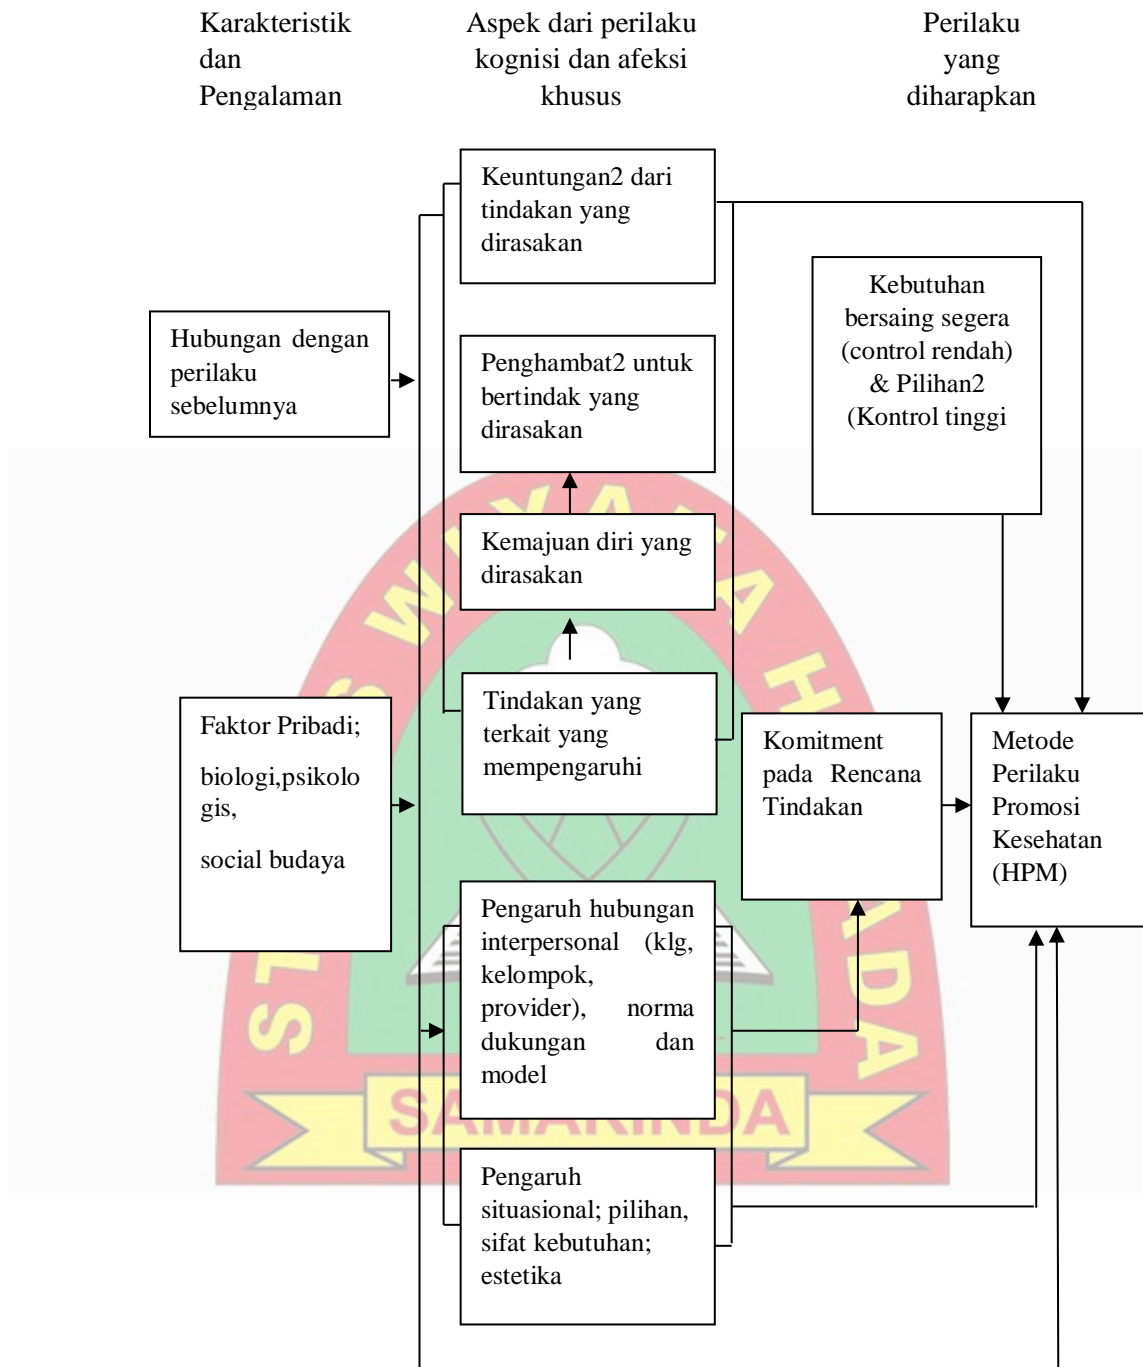 Karakteristik
dan
Pengalaman
Aspek dari perilaku
kognisi dan afeksi
khusus
Perilaku
yang
diharapkan
Keuntungan2 dari
tindakan yang
dirasakan
Kebutuhan
bersaing segera
(control rendah)
& Pilihan2
(Kontrol tinggi
Hubungan dengan
perilaku
sebelumnya
Penghambat2 untuk
bertindak yang
dirasakan
Kemajuan diri yang
dirasakan
Faktor Pribadi;
biologi,psikolo
gis,
social budaya
Tindakan yang
terkait yang
mempengaruhi
Komitment
pada Rencana
Tindakan
Metode
Perilaku
Promosi
Kesehatan
(HPM)
Pengaruh hubungan
interpersonal (klg,
kelompok,
provider), norma
dukungan dan
model
Pengaruh
situasional; pilihan,
sifat kebutuhan;
estetika
SAMARINDA